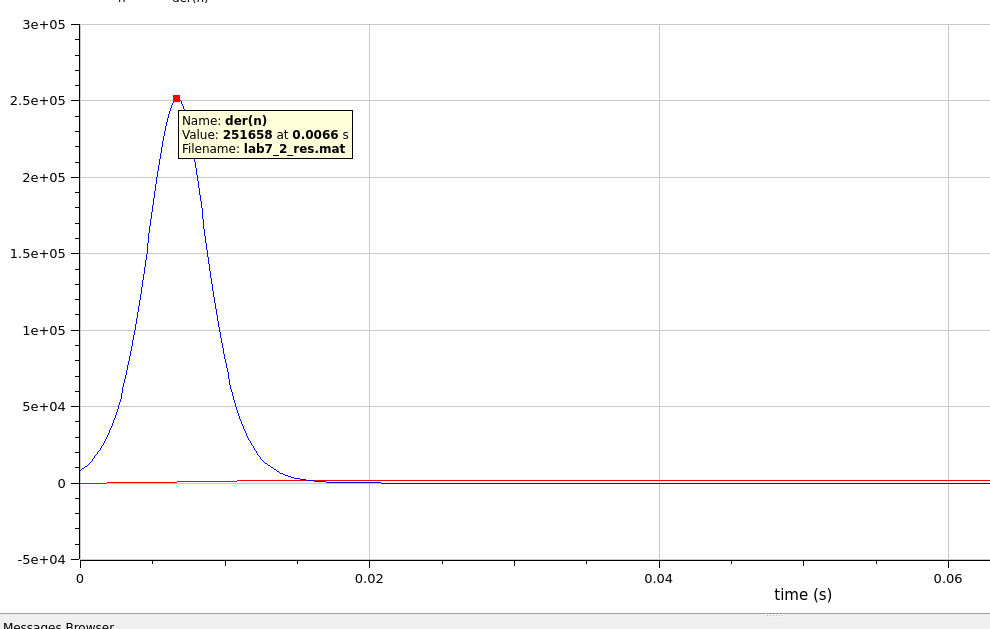 n der(n)
3e+05
2.5e+05
Name: der(n)
Value: 251658 at 0.0066 s
Filename: lab7_2_res.mat
2e+05
1.5e+05
1e+05
5e+04
0
-5e+04
0 0.02 0.04 0.06
time (s)
Messages Browser